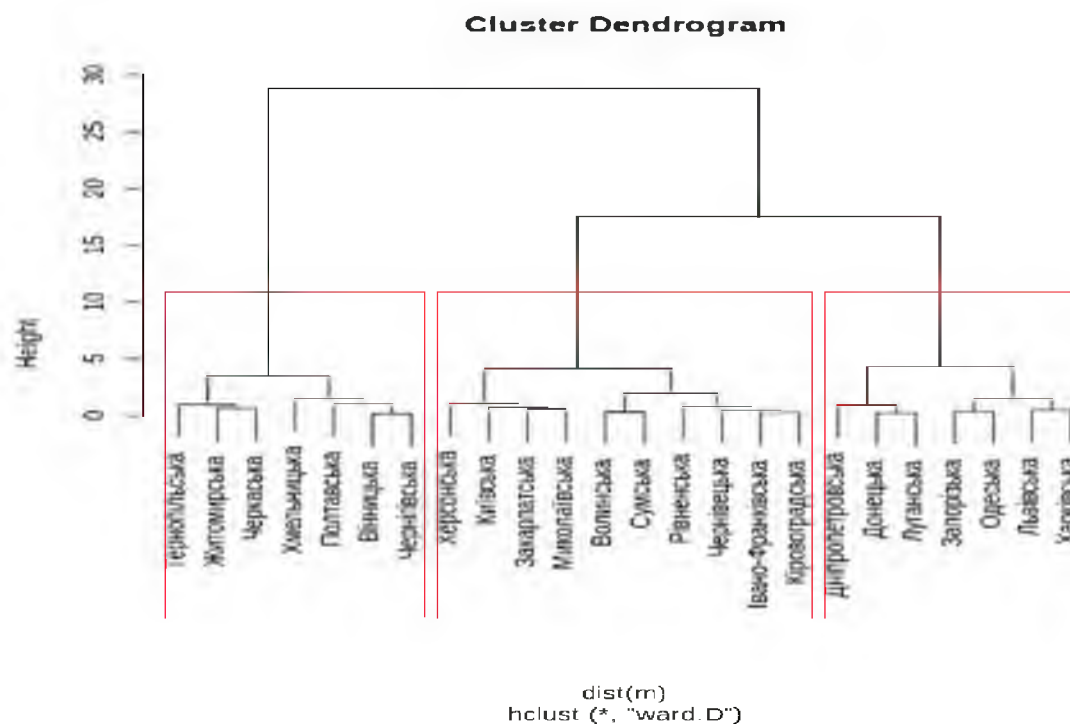 Cluster Dendrogram
30
25
20
15
10
5
0
Height
Тернопільська
Житомирська
Черкаська
Хмельницька
Полтавська
Вінницька
Чернігівська
Херсонська
Київська
Закарпатська
Миколаївська
Волинська
Сумська
Рівненська
Чернівецька
Івано-Франківська
Кіровоградська
Дніпропетровська
Донецька
Луганська
Запорізька
Одеська
Львівська
Харківська
dist(m)
hclust (*, "ward.D")